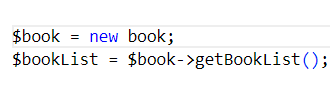 $book = new book;
$bookList = $book->getBookList();